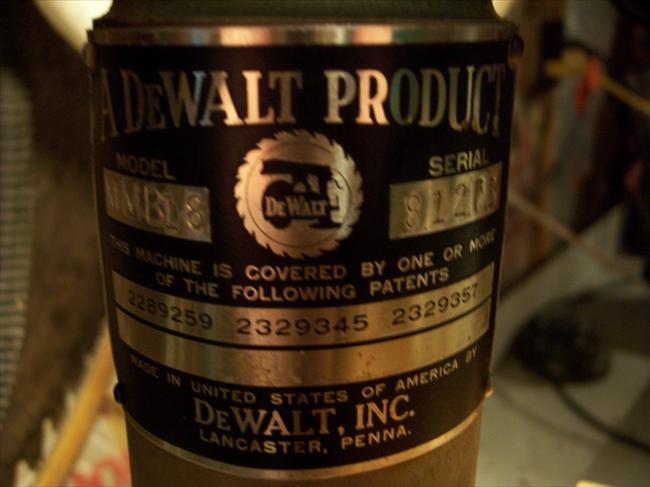 A DEWALT PRODUCT
MODEL SERIAL
DEWALT
THIS MACHINE IS COVERED BY ONE OR MORE
OF THE FOLLOWING PATENTS
2289259 2329345 2329357
MADE IN UNITED STATES OF AMERICA BY
DEWALT, INC.
LANCASTER, PENNA.